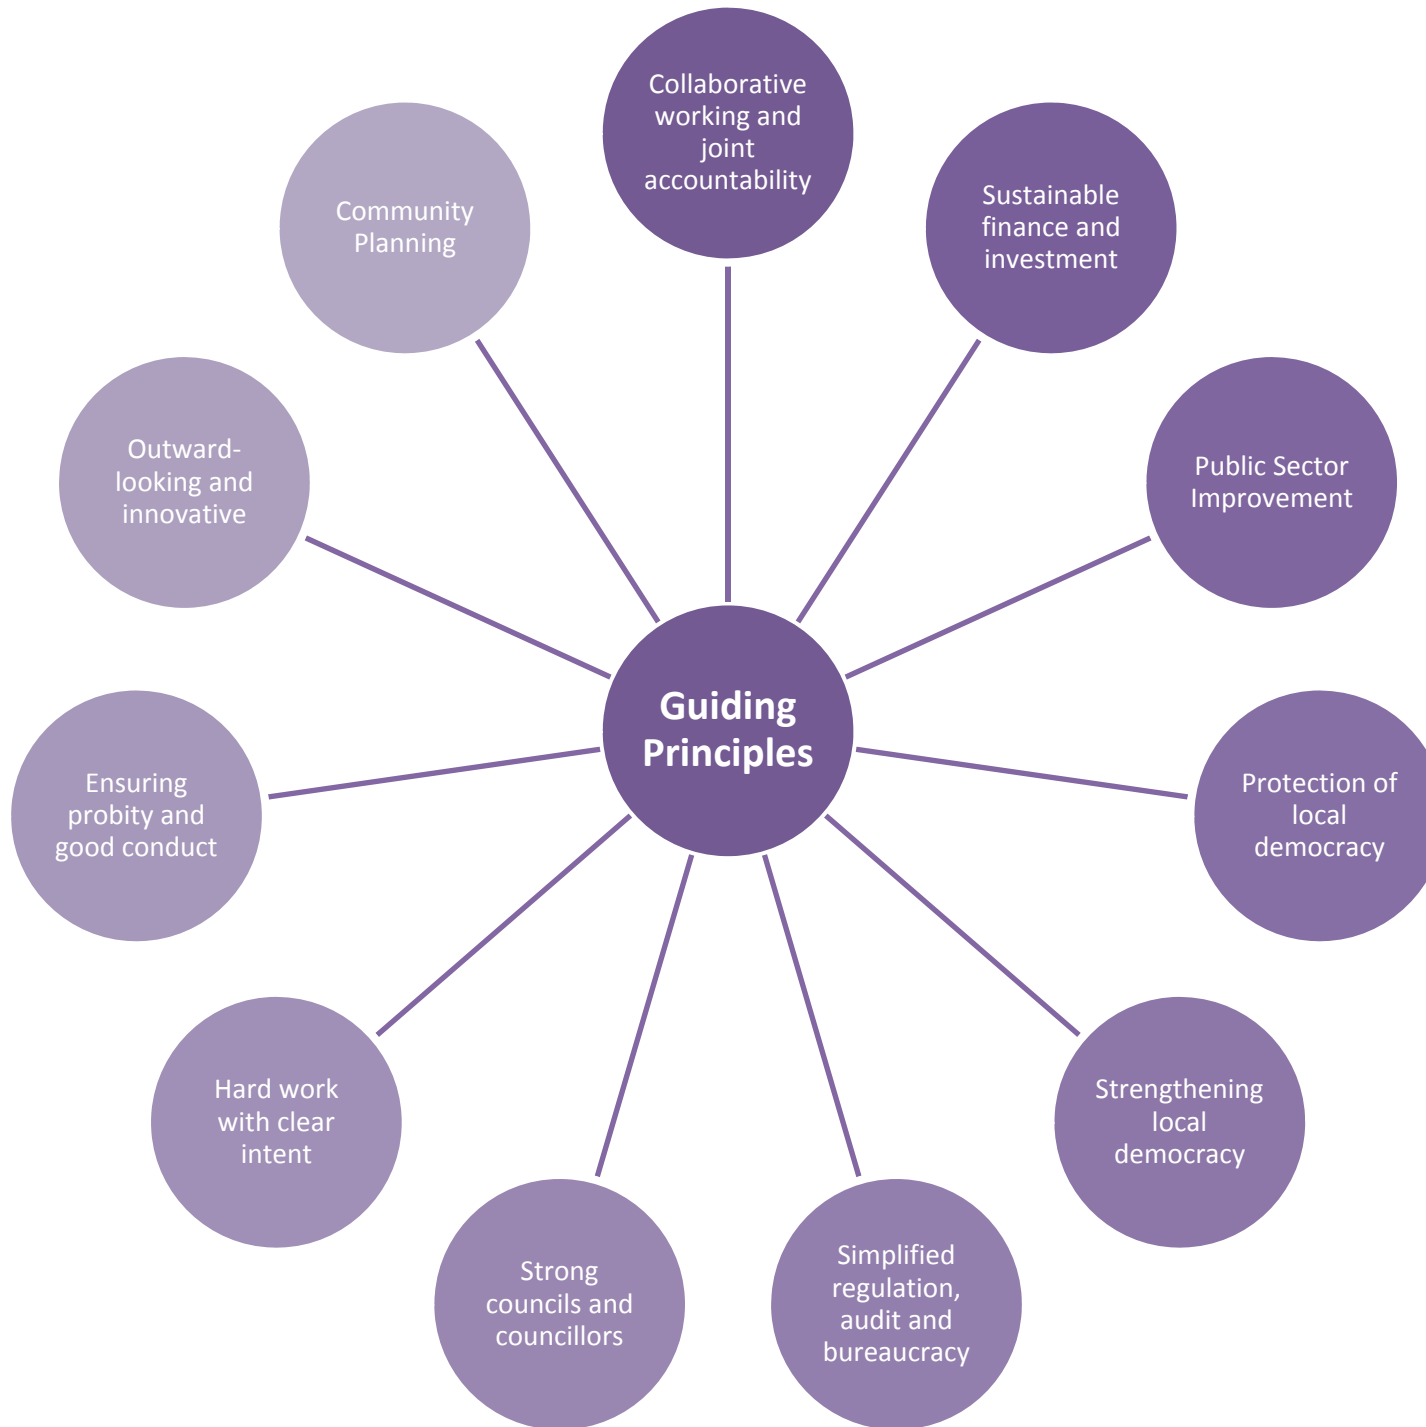 Collaborative
working and
joint
accountability
Sustainable
finance and
investment
Public Sector
Improvement
Protection of
local
democracy
Strengthening
local
democracy
Simplified
regulation,
audit and
bureaucracy
Strong
councils and
councillors
Hard work
with clear
intent
Ensuring
probity and
good conduct
Outward-
looking and
innovative
Community
Planning
Guiding
Principles